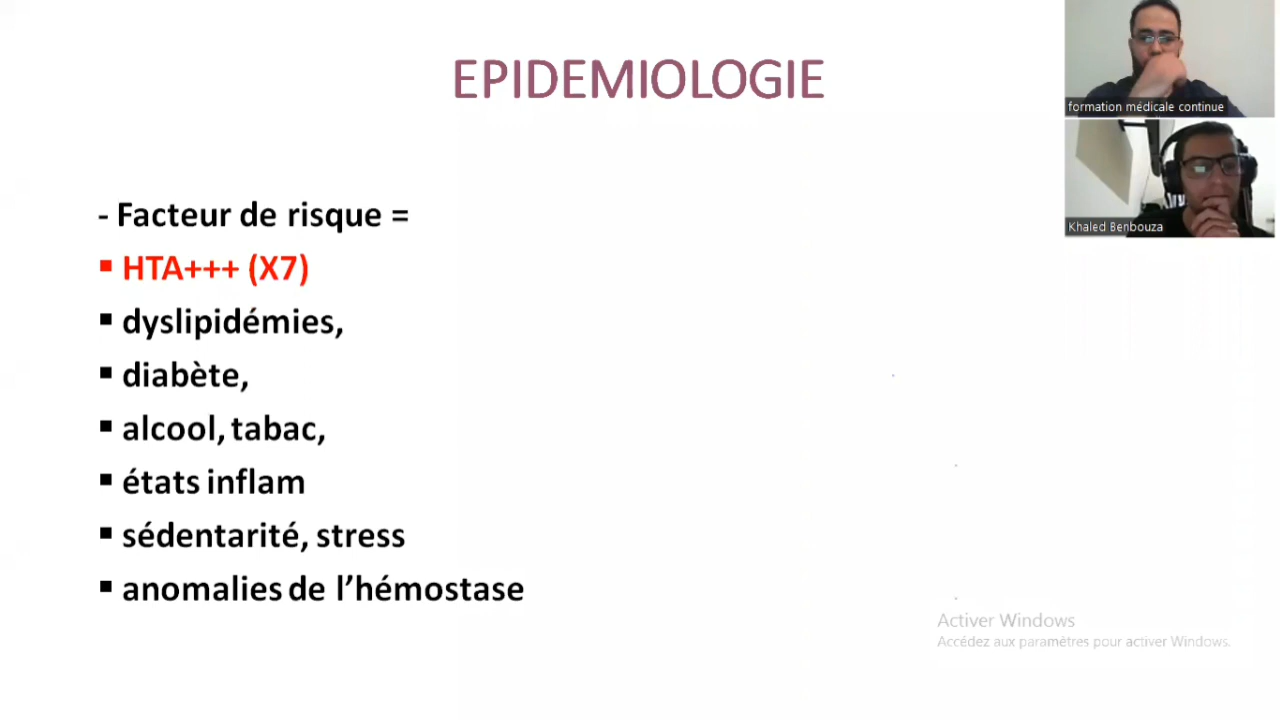 EPIDEMIOLOGIE
formation médicale continue
Khaled Benbouza
- Facteur de risque =
▪ HTA+++ (X7)
▪ dyslipidémies,
▪ diabète,
▪ alcool, tabac,
▪ états inflam
▪ sédentarité, stress
▪ anomalies de l’hémostase
Activer Windows
Accédez aux paramètres pour activer Windows.